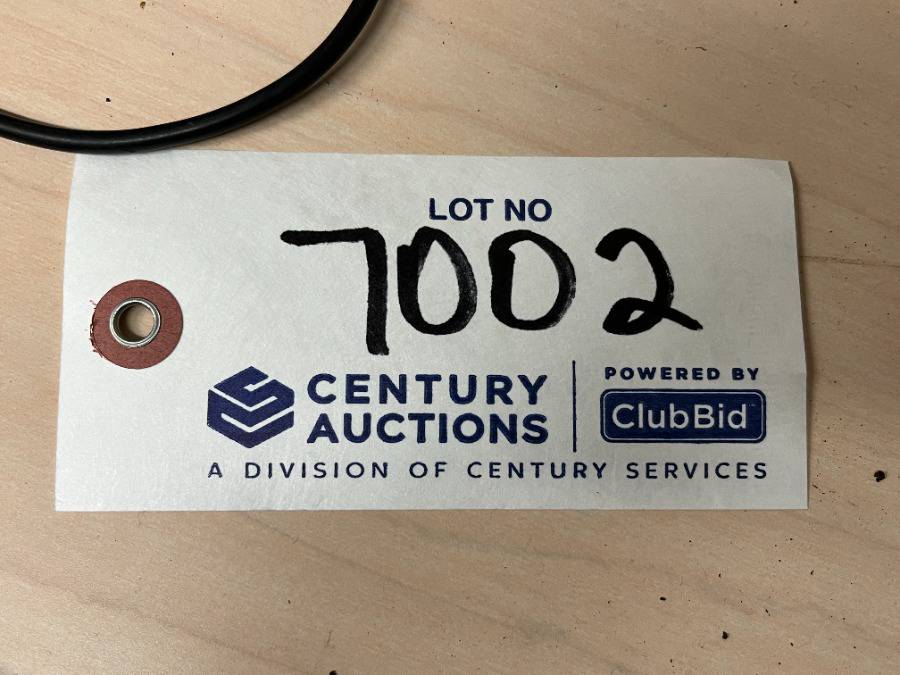 LOT NO
7002
CENTURY
AUCTIONS
POWERED BY
ClubBid
A DIVISION OF CENTURY SERVICES